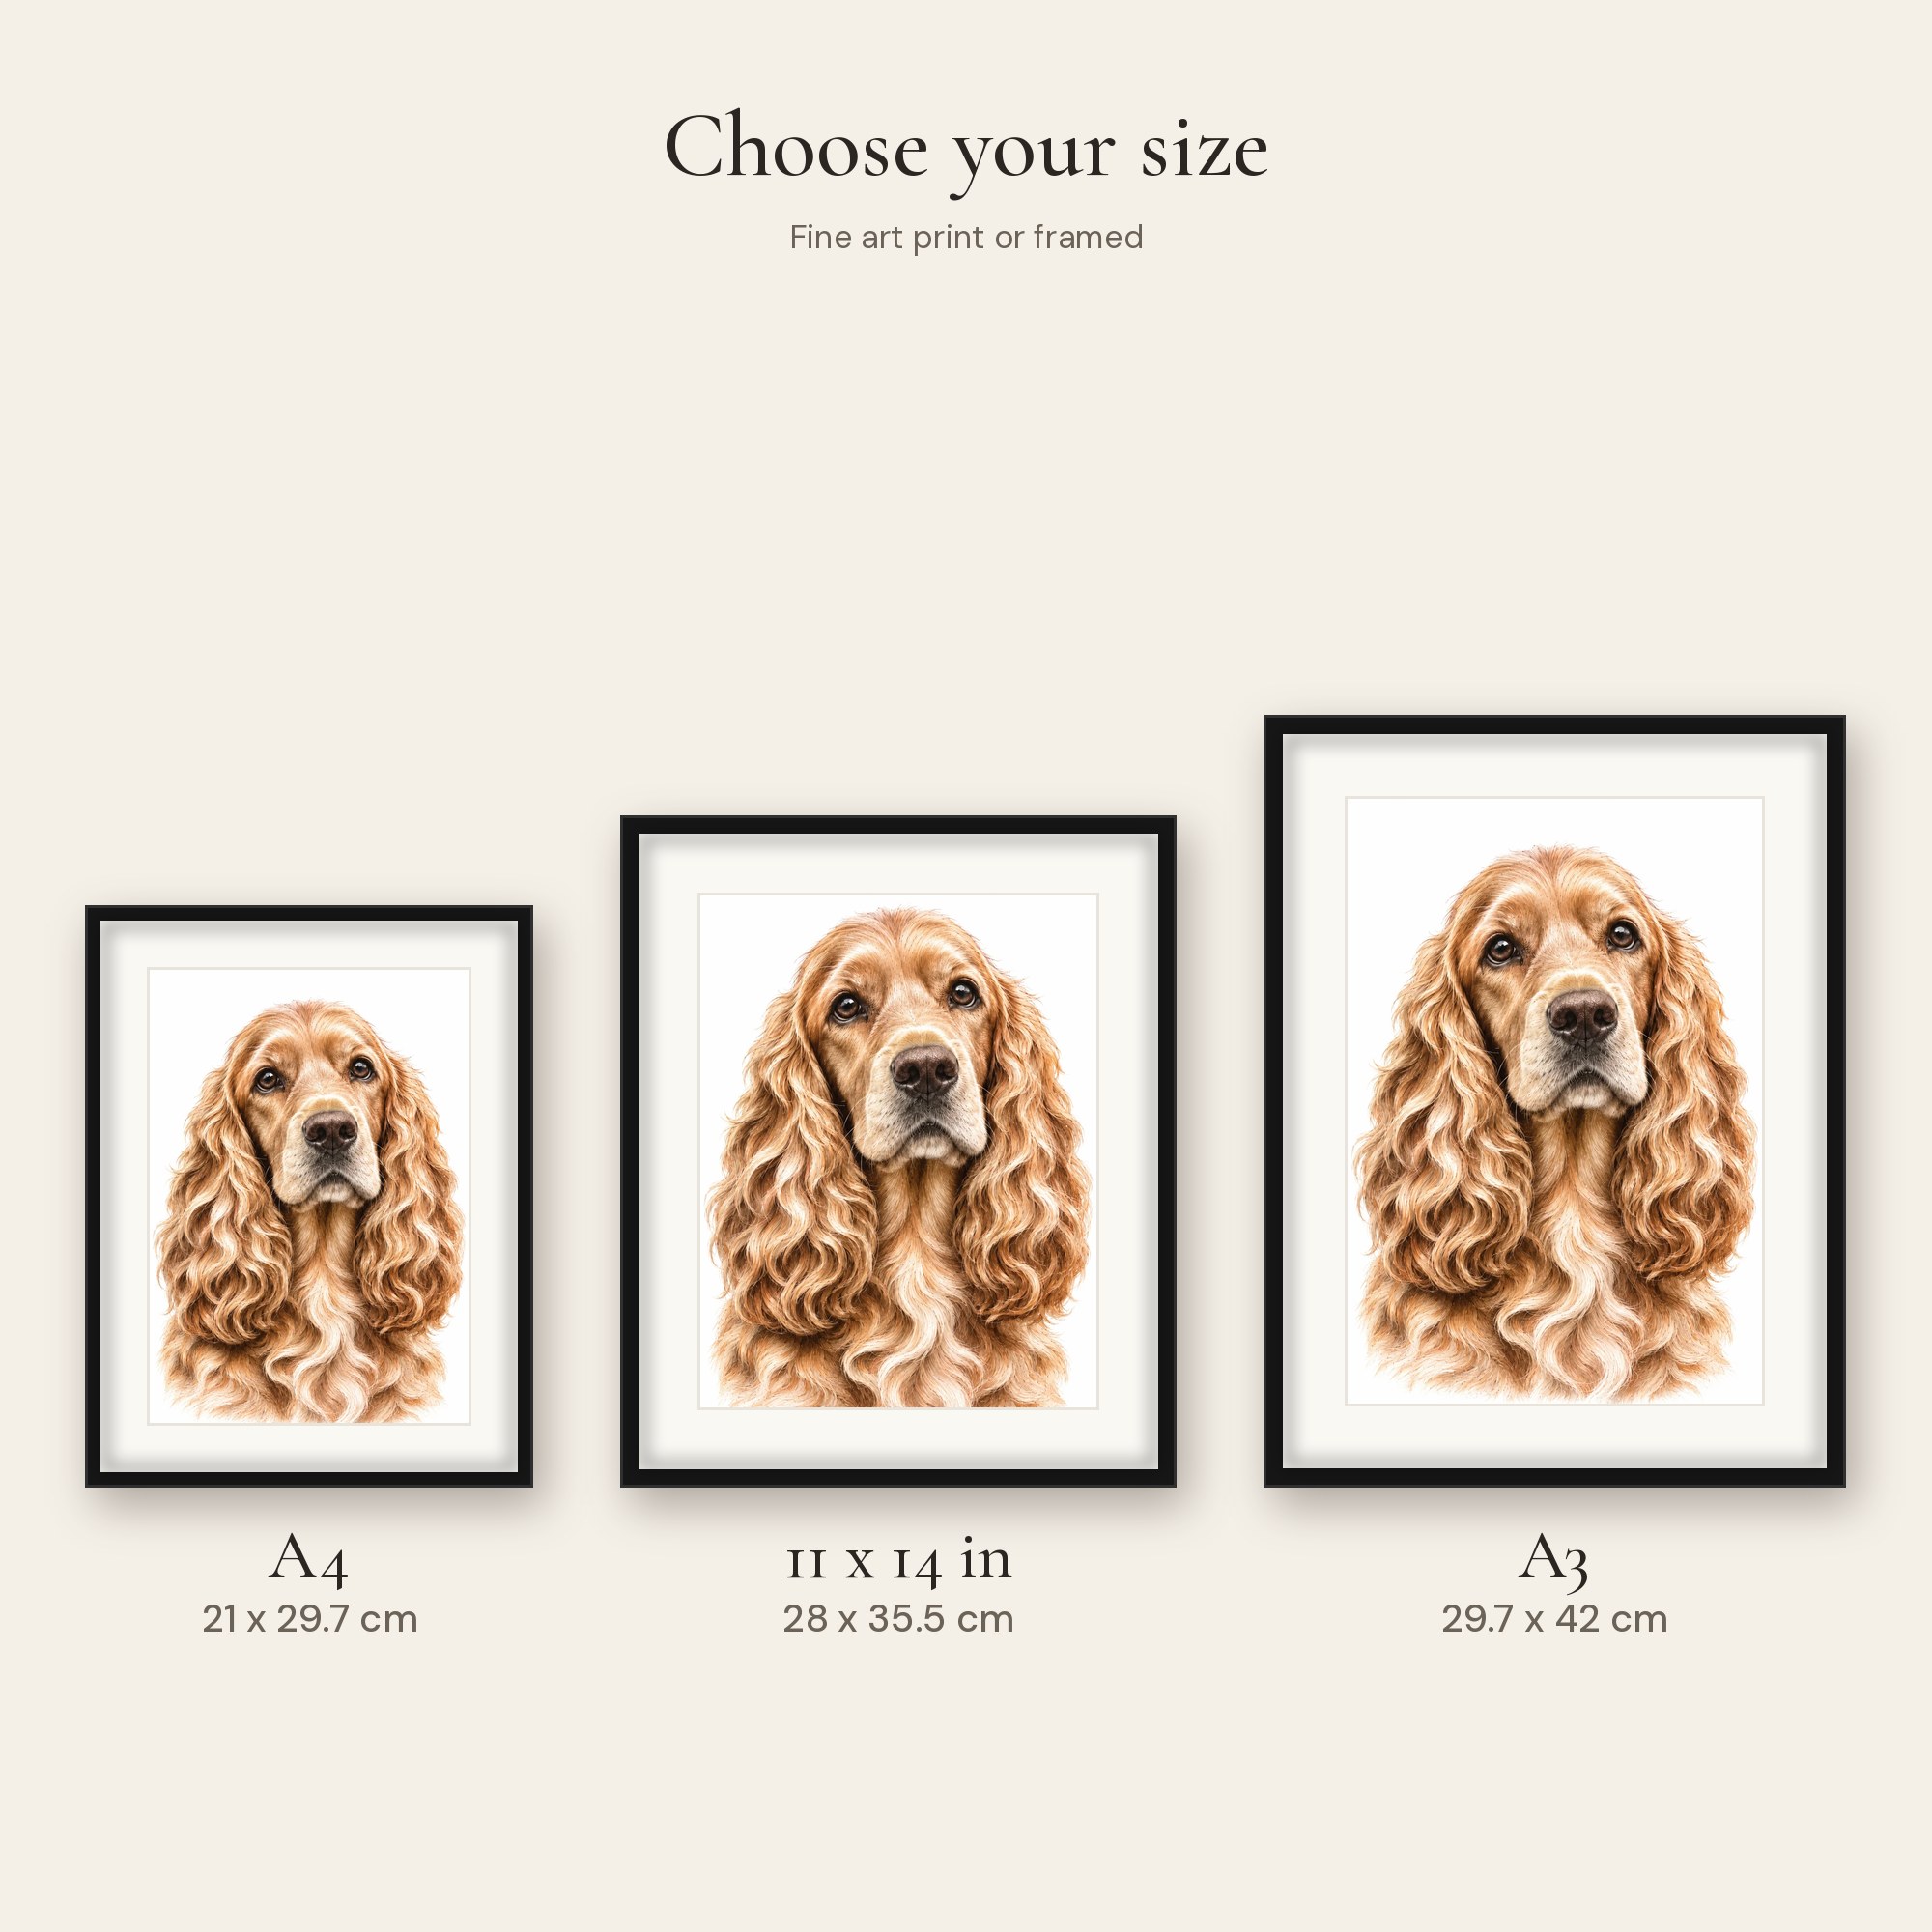 Choose your size
Fine art print or framed
A4
11 x 14 in
A3
21 x 29.7 cm
28 x 35.5 cm
29.7 x 42 cm